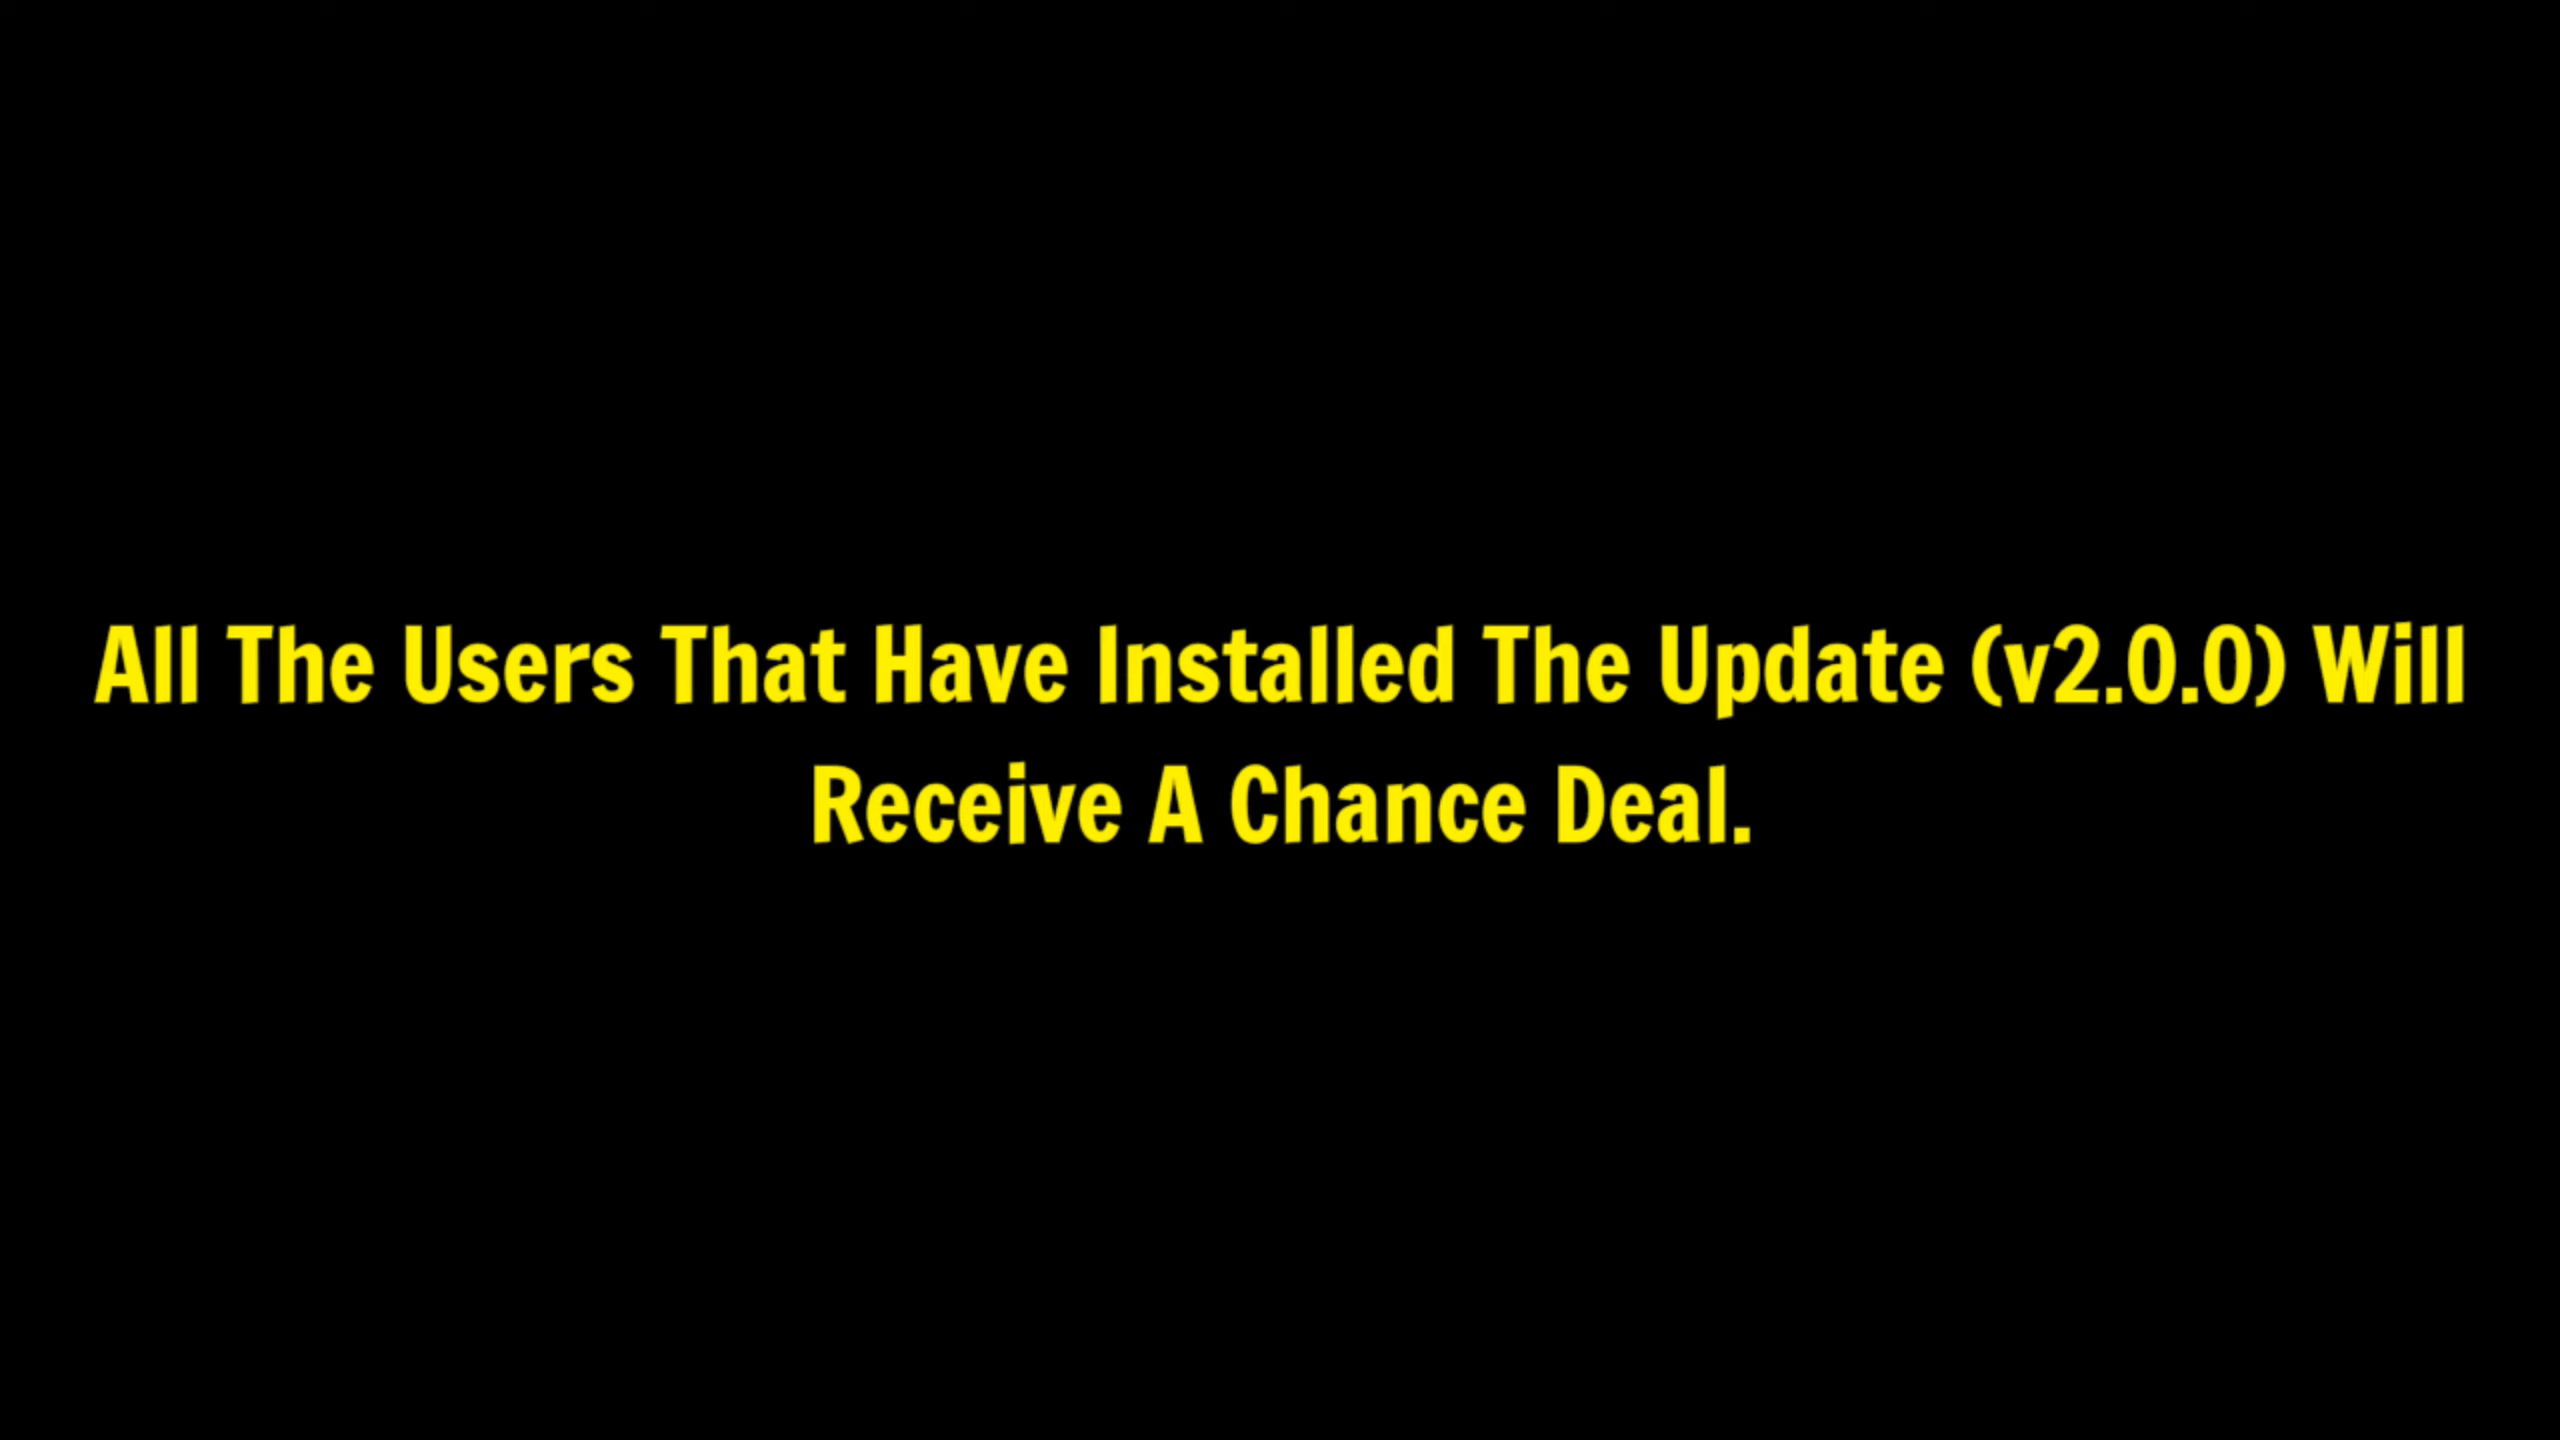 All The Users That Have Installed The Update (v2.0.0) Will
Receive A Chance Deal.